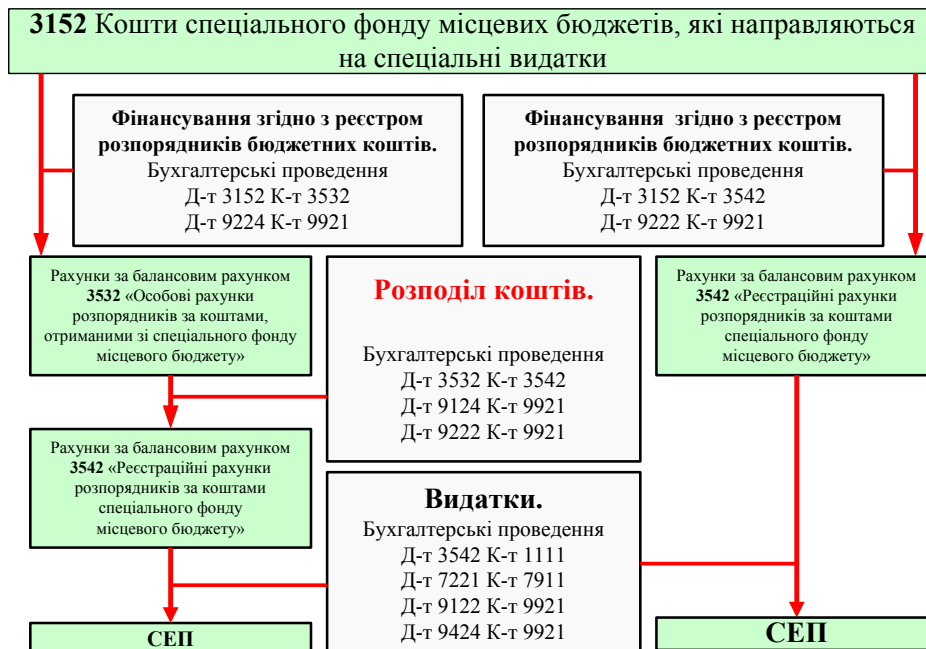 3152 Кошти спеціального фонду місцевих бюджетів, які направляються
на спеціальні видатки
Фінансування згідно з реєстром
розпорядників бюджетних коштів.
Бухгалтерські проведення
Д-т 3152 К-т 3532
Д-т 9224 К-т 9921
Фінансування згідно з реєстром
розпорядників бюджетних коштів.
Бухгалтерські проведення
Д-т 3152 К-т 3542
Д-т 9222 К-т 9921
Рахунки за балансовим рахунком
3532 «Особові рахунки
розпорядників за коштами,
отриманими зі спеціального фонду
місцевого бюджету»
Розподіл коштів.
Бухгалтерські проведення
Д-т 3532 К-т 3542
Д-т 9124 К-т 9921
Д-т 9222 К-т 9921
Рахунки за балансовим рахунком
3542 «Реєстраційні рахунки
розпорядників за коштами
спеціального фонду
місцевого бюджету»
Рахунки за балансовим рахунком
3542 «Реєстраційні рахунки
розпорядників за коштами
спеціального фонду
місцевого бюджету»
Видатки.
Бухгалтерські проведення
Д-т 3542 К-т 1111
Д-т 7221 К-т 7911
Д-т 9122 К-т 9921
Д-т 9424 К-т 9921
СЕП
СЕП